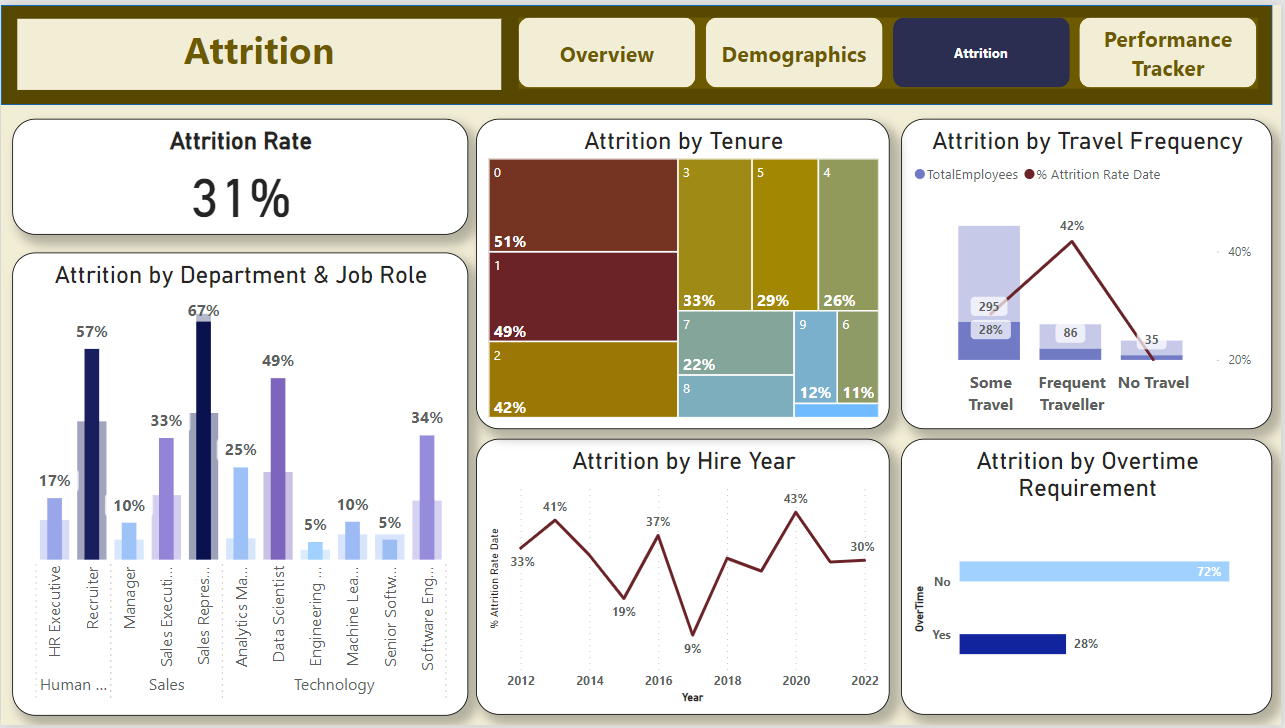 Attrition
Overview
Demographics
Attrition
Performance
Tracker
Attrition Rate
31%
Attrition by Department & Job Role
17%
57%
10%
33%
67%
25%
49%
5%
10%
5%
34%
HR Executive
Recruiter
Manager
Sales Executi...
Sales Repres...
Analytics Ma...
Data Scientist
Engineering ...
Machine Lea...
Senior Softw...
Software Eng...
Human ...
Sales
Technology
Attrition by Tenure
0
51%
1
49%
2
42%
3
33%
5
29%
4
26%
7
22%
8
9
12%
6
11%
Attrition by Hire Year
% Attrition Rate Date
33%
41%
19%
37%
9%
43%
30%
2012
2014
2016
2018
2020
2022
Year
Attrition by Travel Frequency
TotalEmployees
% Attrition Rate Date
42%
40%
295
28%
86
35
20%
Some
Travel
Frequent
Traveller
No Travel
Attrition by Overtime
Requirement
OverTime
No
72%
Yes
28%